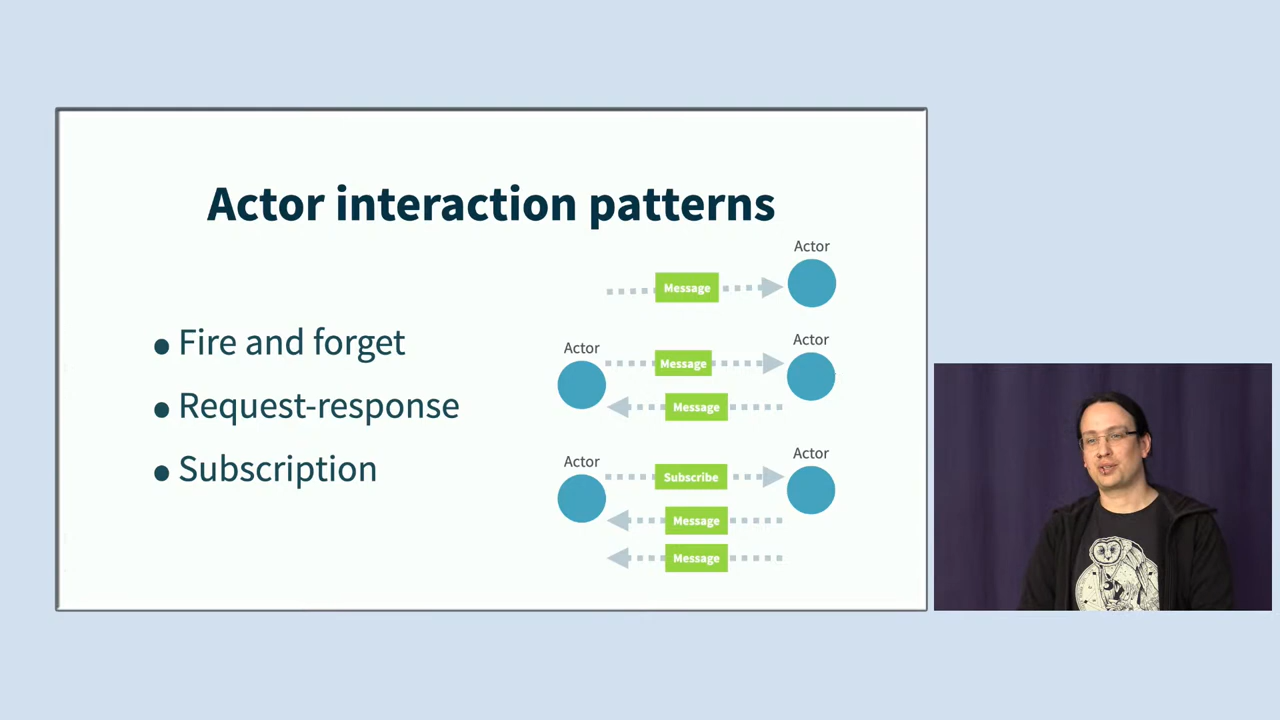 Actor interaction patterns
• Fire and forget
• Request-response
• Subscription
Actor
Message
Actor
Actor
Message
Message
Actor
Actor
Subscribe
Message
Message